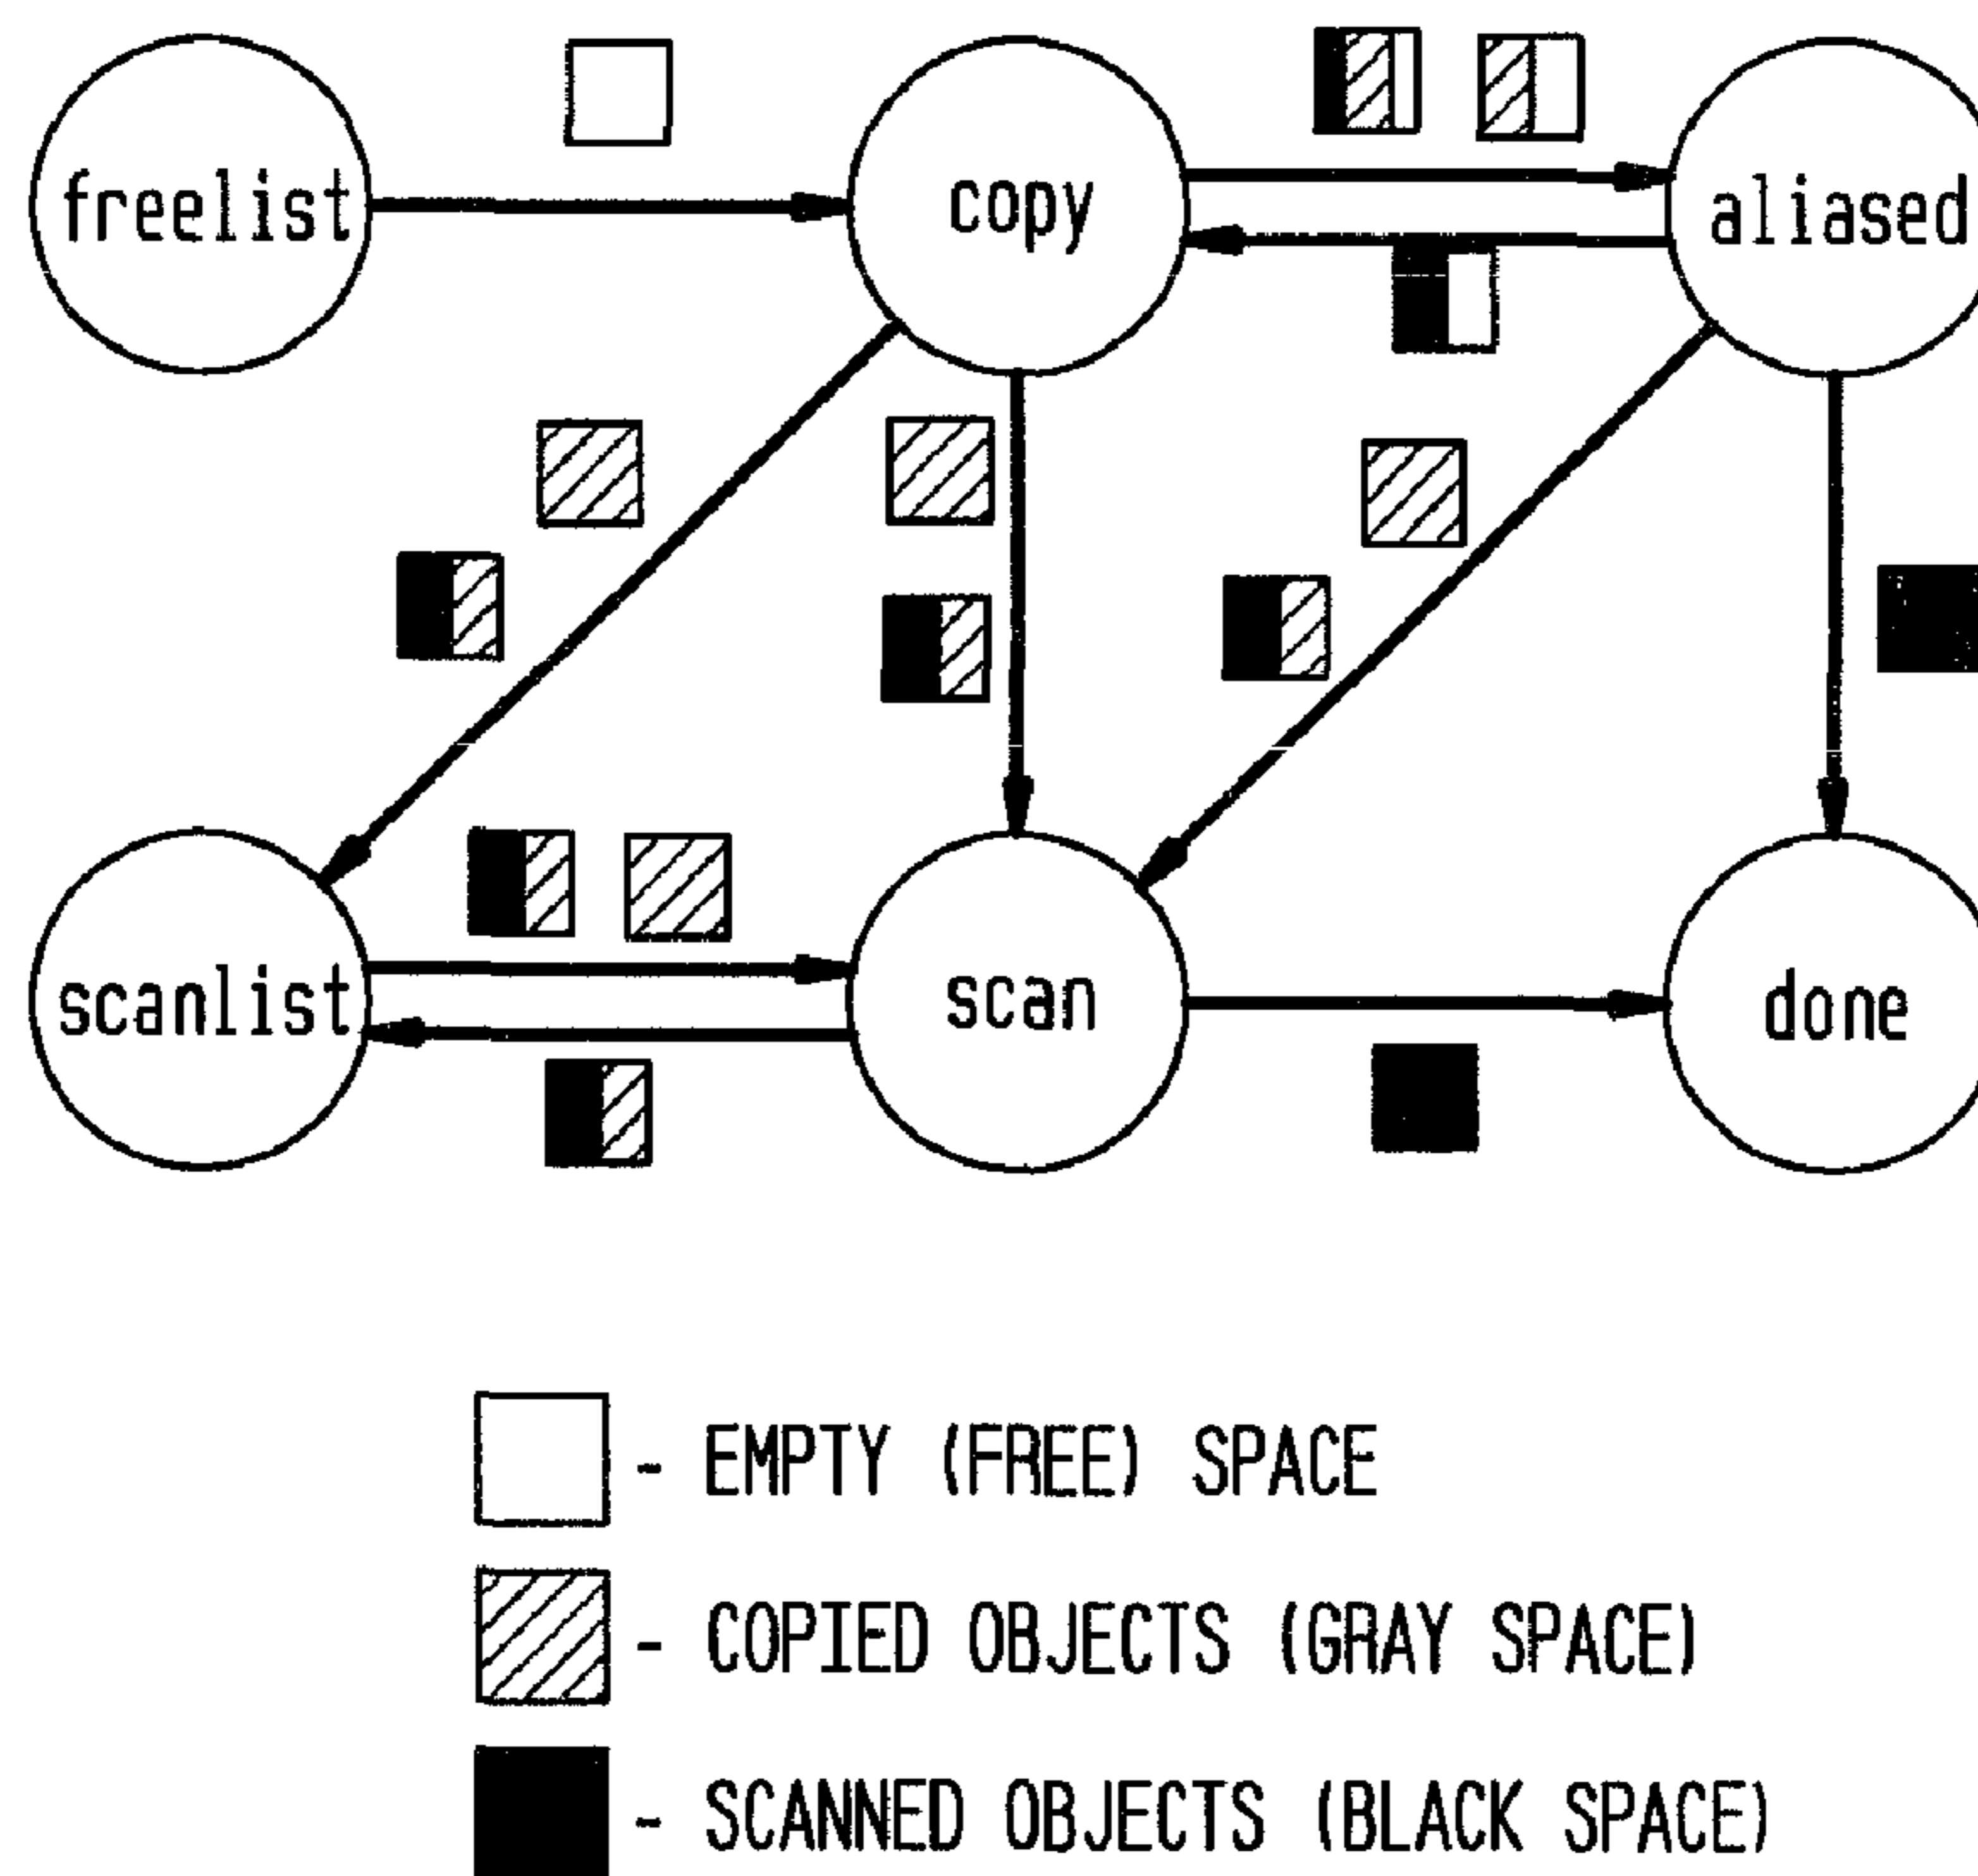 freelist
copy
aliased
scanlist
scan
done
- EMPTY (FREE) SPACE
- COPIED OBJECTS (GRAY SPACE)
- SCANNED OBJECTS (BLACK SPACE)